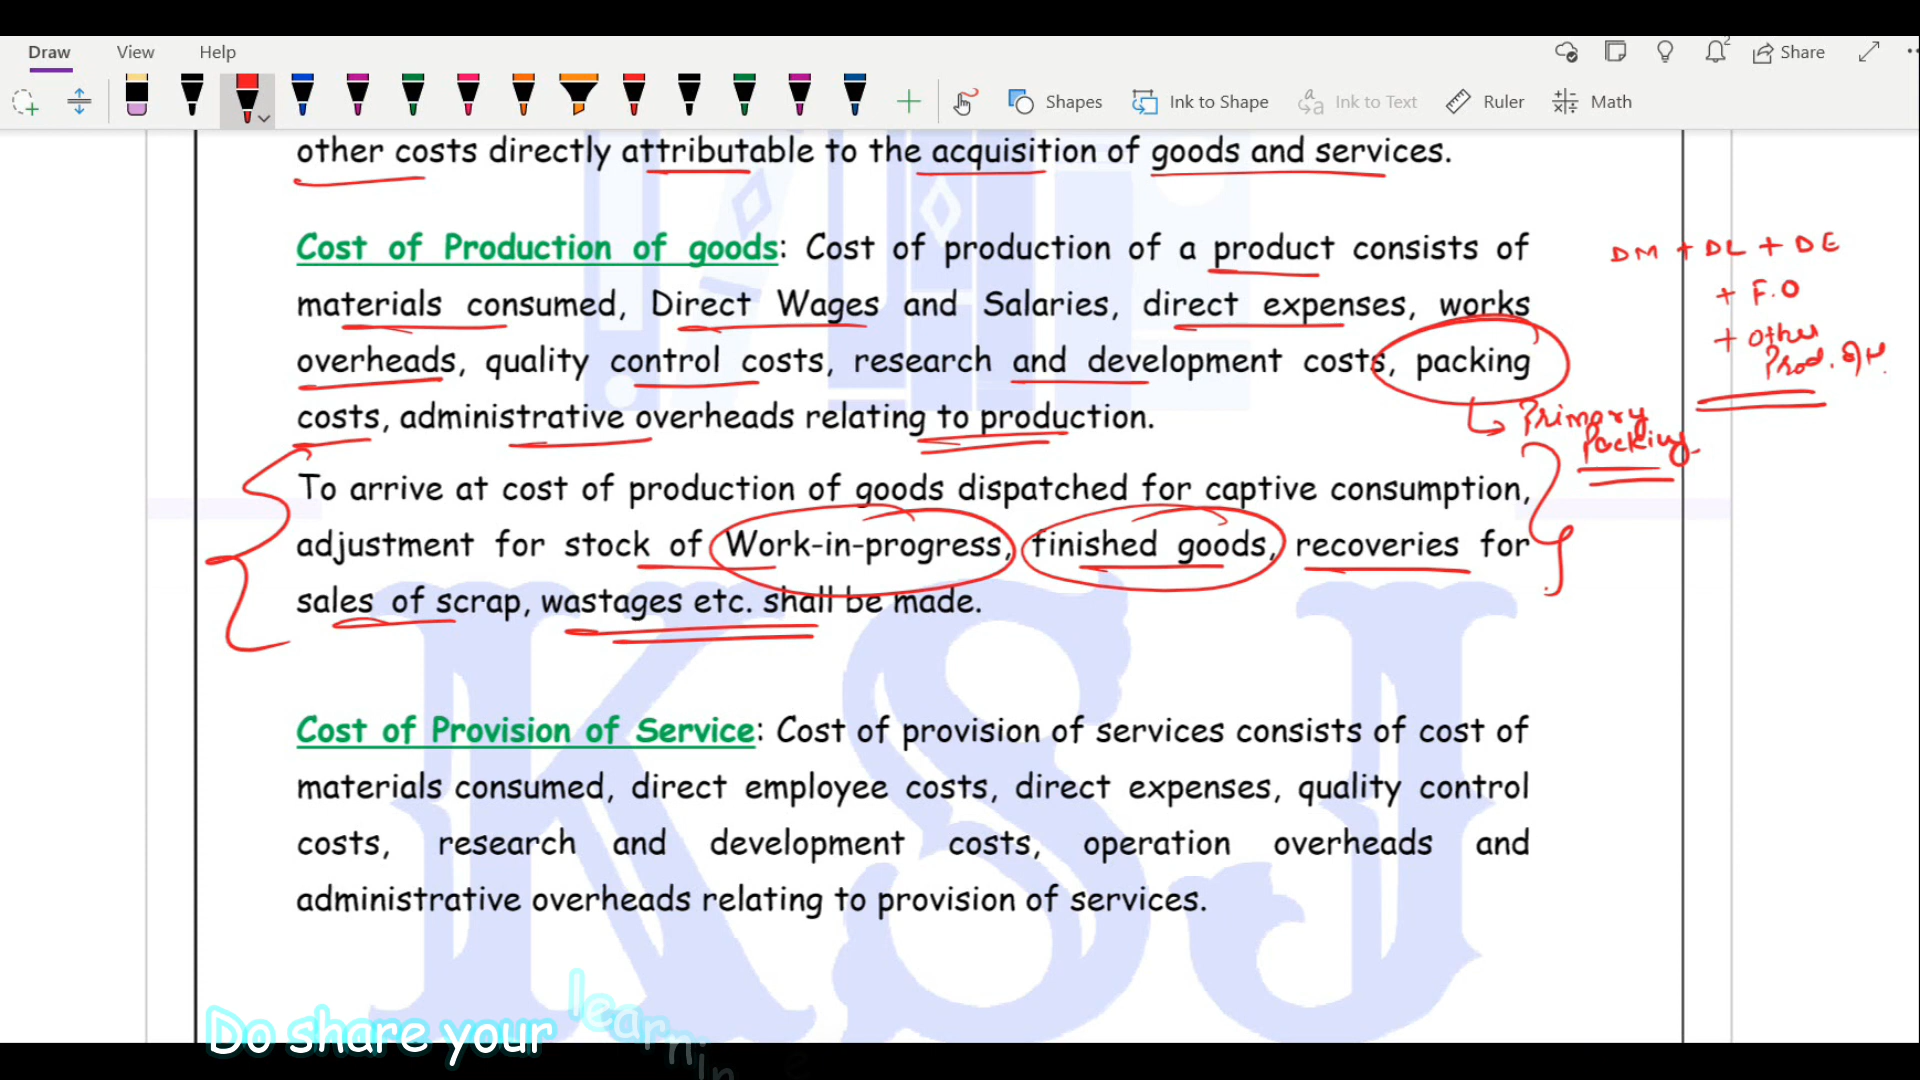 Draw View Help
2
Share
Shapes Ink to Shape Ink to Text Ruler Math
other costs directly attributable to the acquisition of goods and services.
Cost of Production of goods: Cost of production of a product consists of
materials consumed, Direct Wages and Salaries, direct expenses, works
overheads, quality control costs, research and development costs, packing
costs, administrative overheads relating to production.
DM + DL + DE
+ F.O
+ Other
Prod. O/H.
Primary
Packing
To arrive at cost of production of goods dispatched for captive consumption,
adjustment for stock of Work-in-progress, finished goods, recoveries for
sales of scrap, wastages etc. shall be made.
Cost of Provision of Service: Cost of provision of services consists of cost of
materials consumed, direct employee costs, direct expenses, quality control
costs, research and development costs, operation overheads and
administrative overheads relating to provision of services.
KSJ
Do share your learnin